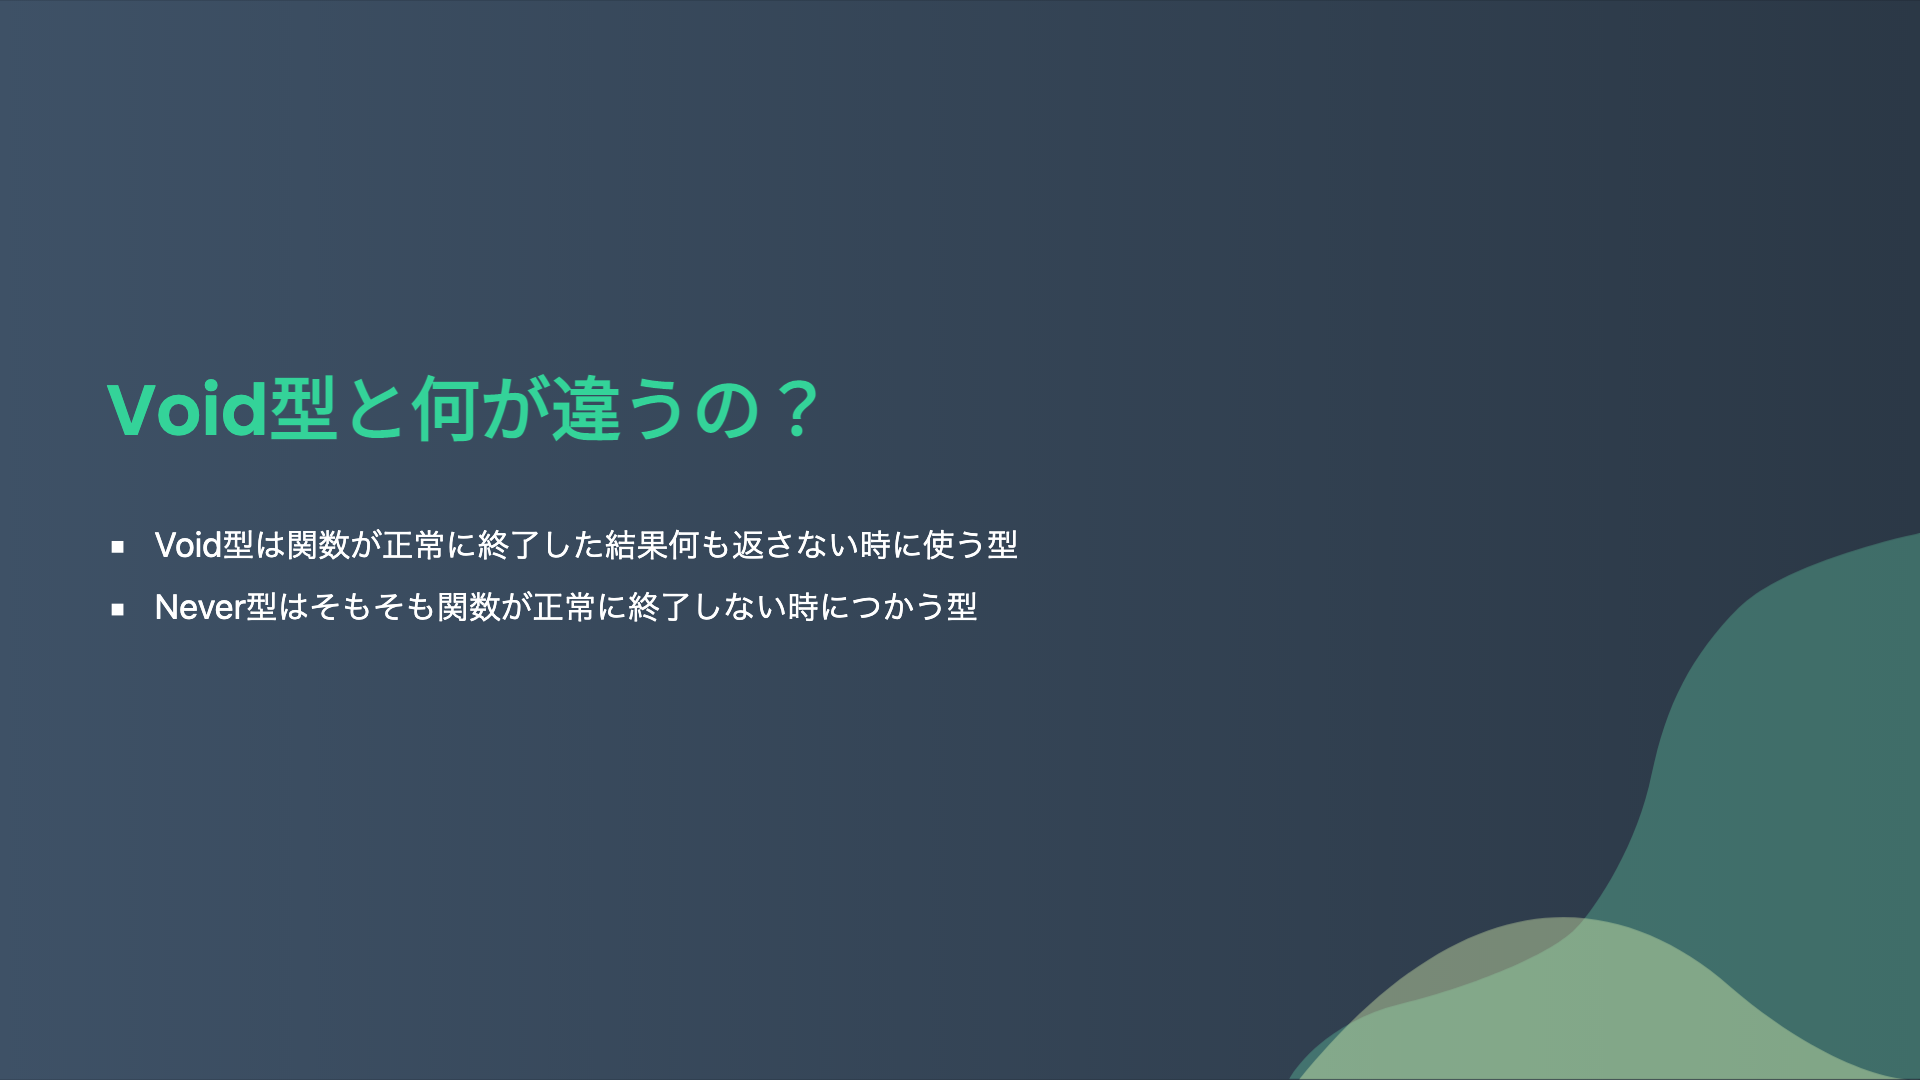 Void型と何が違うの？
▪ Void型は関数が正常に終了した結果何も返さない時に使う型
▪ Never型はそもそも関数が正常に終了しない時につかう型